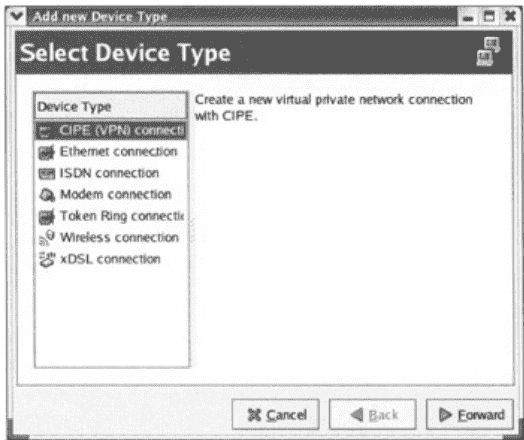 Add new Device Type
Select Device Type
Device Type
CIPE (VPN) connecti
Ethernet connection
ISDN connection
Modem connection
Token Ring connectic
Wireless connection
xDSL connection
Create a new virtual private network connection
with CIPE.
Cancel
Back
Forward